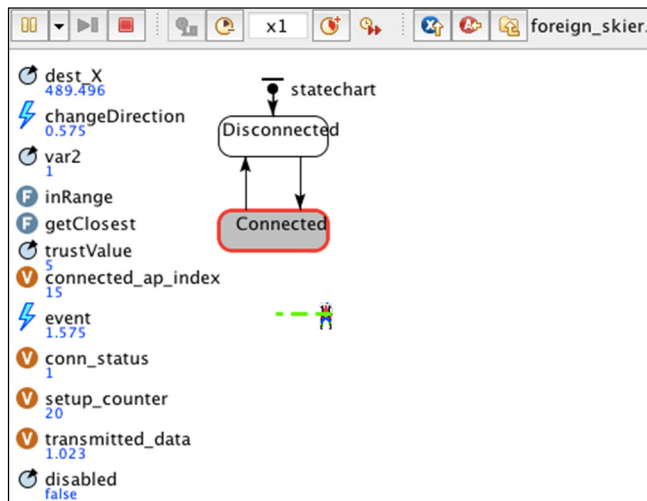 x1
foreign_skier.
dest_X
489.496
statechart
changeDirection
0.575
Disconnected
var2
1
F inRange
F getClosest
Connected
trustValue
5
V connected_ap_index
15
event
1.575
V conn_status
1
V setup_counter
20
V transmitted_data
1.023
disabled
false